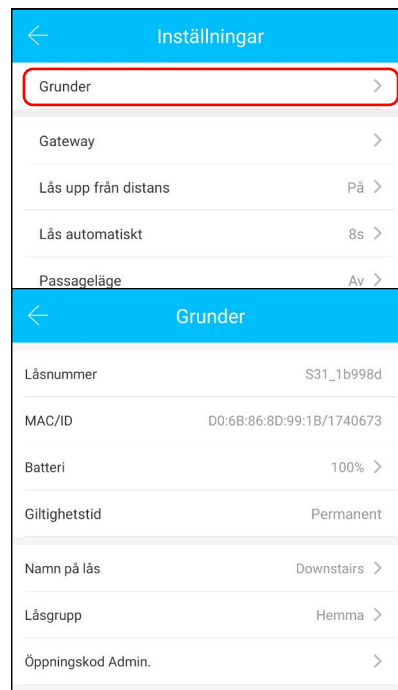 Inställningar
Grunder
Gateway
Lås upp från distans På
Lås automatiskt 8s
Passageläge Av
Grunder
Låsnummer S31_1b998d
MAC/ID D0:6B:86:8D:99:1B/1740673
Batteri 100%
Giltighetstid Permanent
Namn på lås Downstairs
Låsgrupp Hemma
Öppningskod Admin.